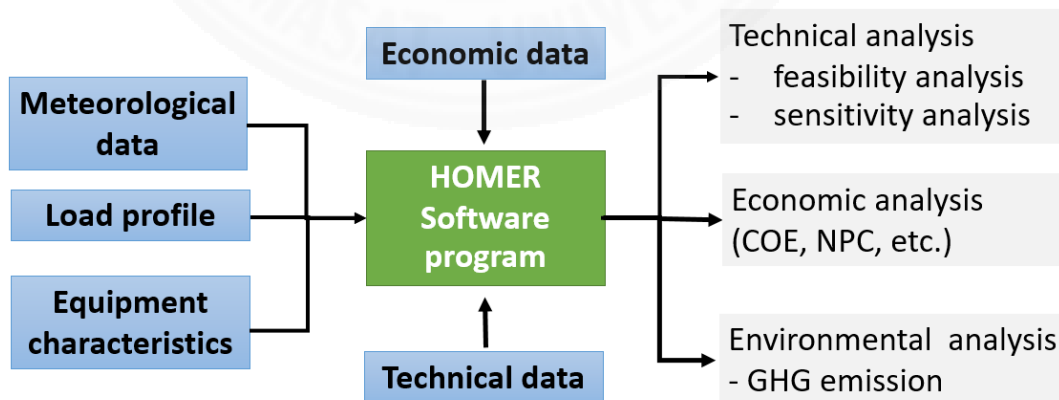 Economic data
Meteorological
data
Load profile
Equipment
characteristics
HOMER
Software
program
Technical data
Technical analysis
- feasibility analysis
- sensitivity analysis
Economic analysis
(COE, NPC, etc.)
Environmental analysis
- GHG emission